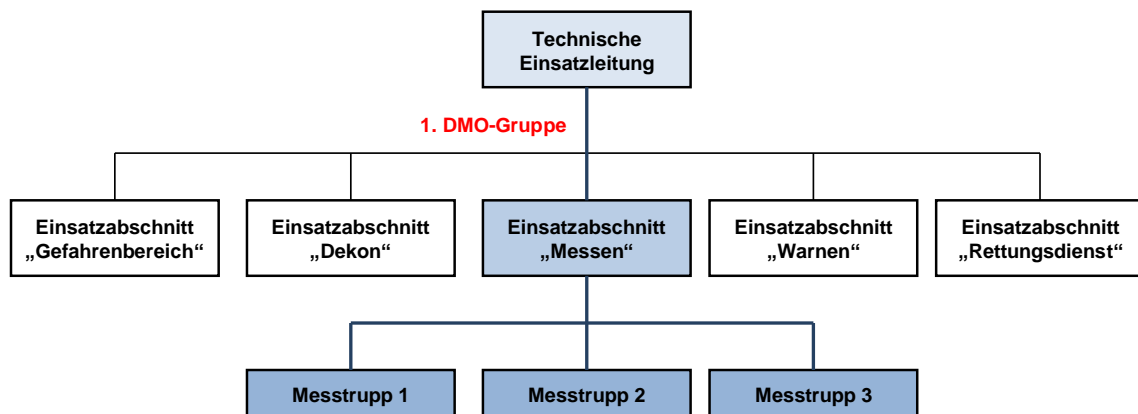 Technische
Einsatzleitung
1. DMO-Gruppe
Einsatzabschnitt
„Gefahrenbereich“
Einsatzabschnitt
„Dekon“
Einsatzabschnitt
„Messen“
Einsatzabschnitt
„Warnen“
Einsatzabschnitt
„Rettungsdienst“
Messtrupp 1
Messtrupp 2
Messtrupp 3